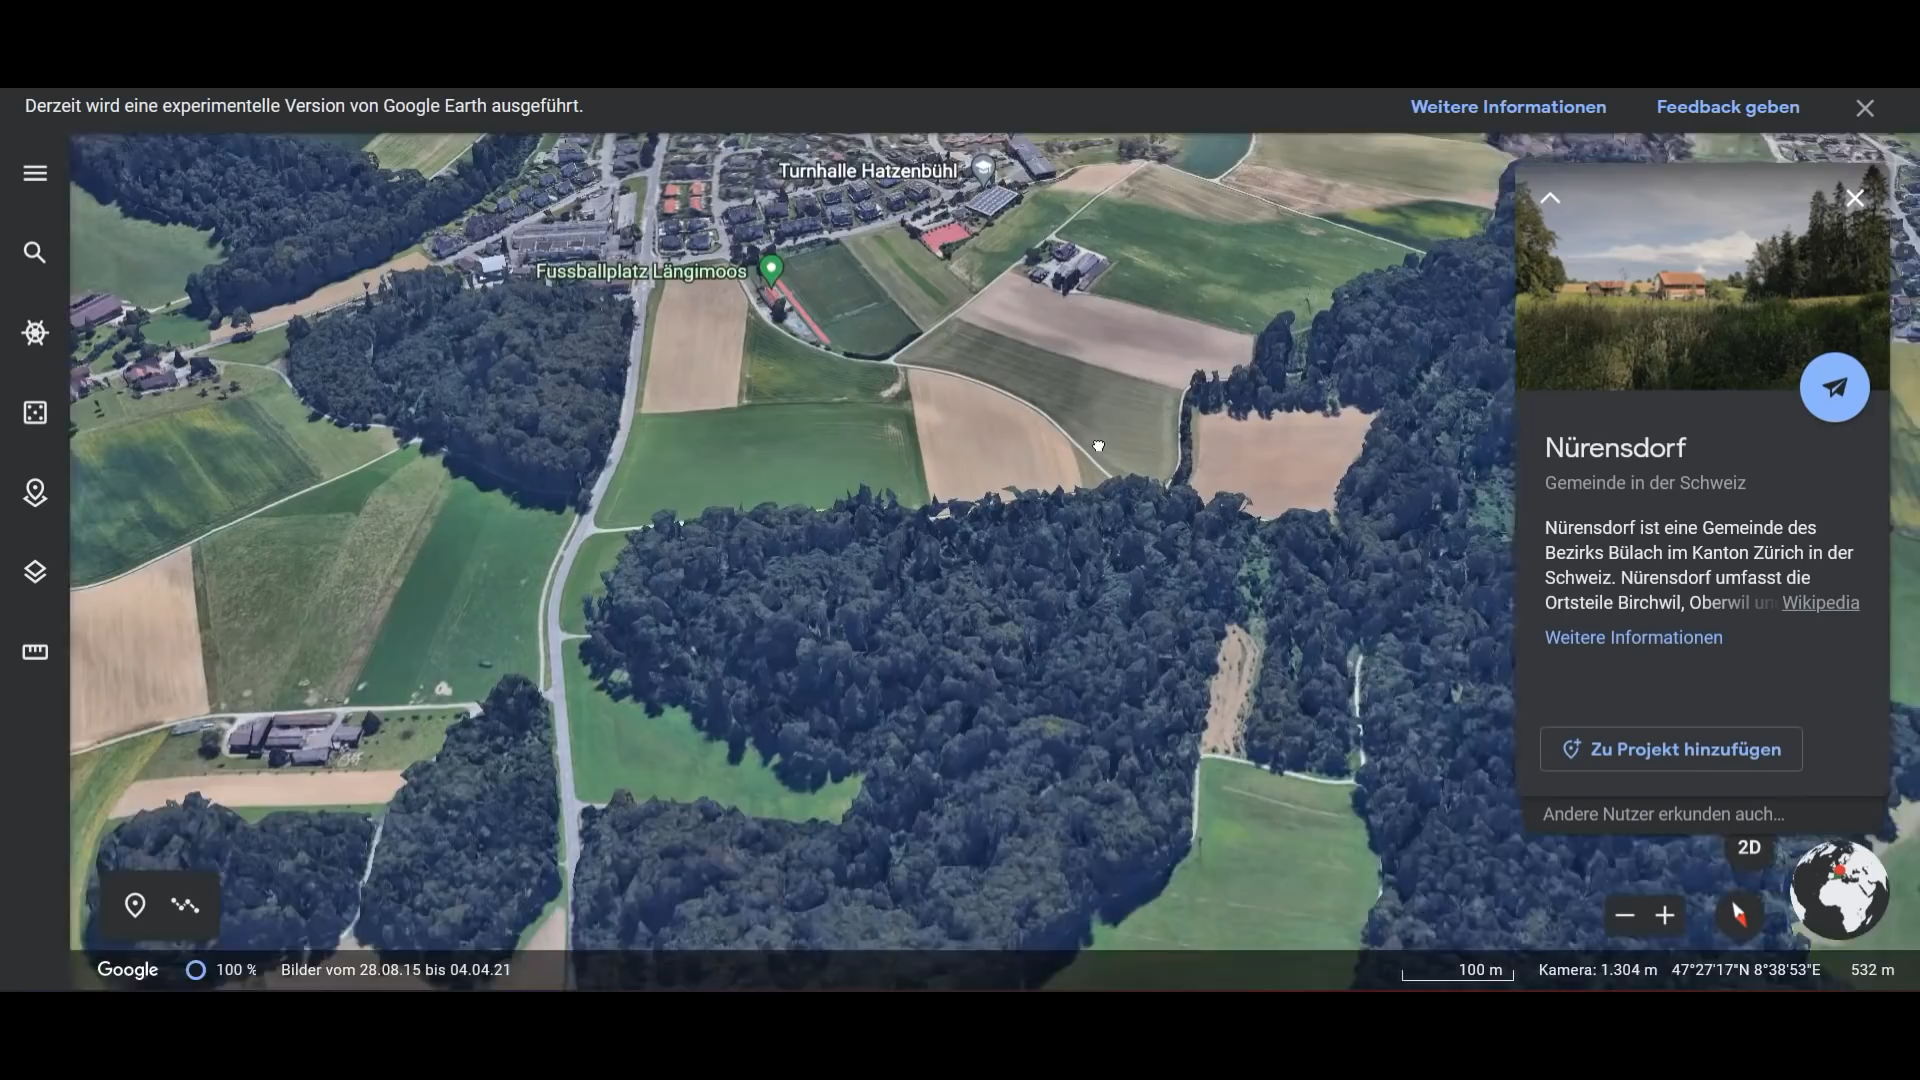 Derzeit wird eine experimentelle Version von Google Earth ausgeführt.
Weitere Informationen
Feedback geben
Turnhalle Hatzenbühl
Fussballplatz Längimoos
Nürensdorf
Gemeinde in der Schweiz
Nürensdorf ist eine Gemeinde des
Bezirks Bülach im Kanton Zürich in der
Schweiz. Nürensdorf umfasst die
Ortsteile Birchwil, Oberwil un Wikipedia
Weitere Informationen
Zu Projekt hinzufügen
Andere Nutzer erkunden auch...
2D
Google
100 %
Bilder vom 28.08.15 bis 04.04.21
100 m
Kamera: 1.304 m
47°27'17"N 8°38'53"E
532 m